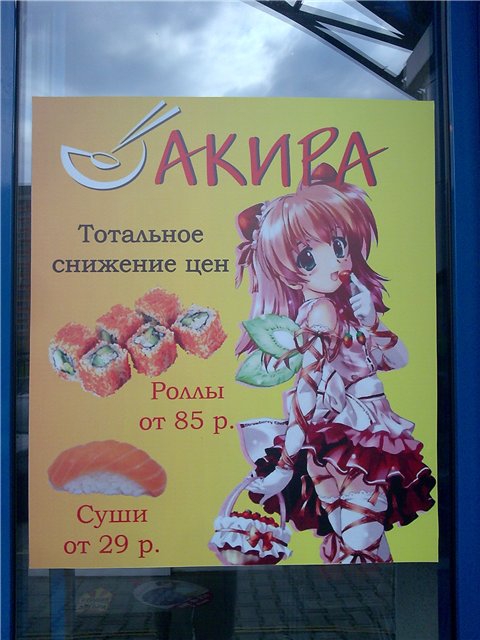 АКИРА
Тотальное
снижение цен
Роллы
от 85 р.
Суши
от 29 р.